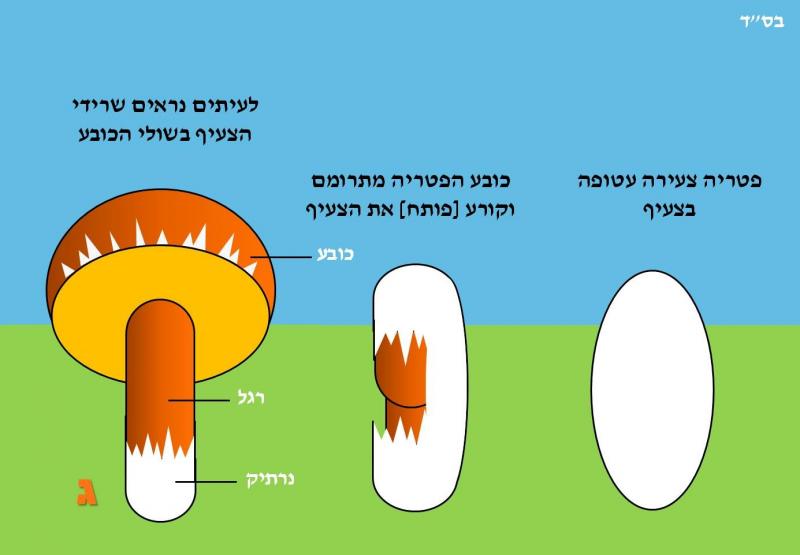 בס״ד
פטריה צעירה עטופה
בצעיף
כובע הפטריה מתרומם
וקורע [פותח] את הצעיף
לעיתים נראים שרידי
הצעיף בשולי הכובע
כובע
רגל
נרתיק
ג